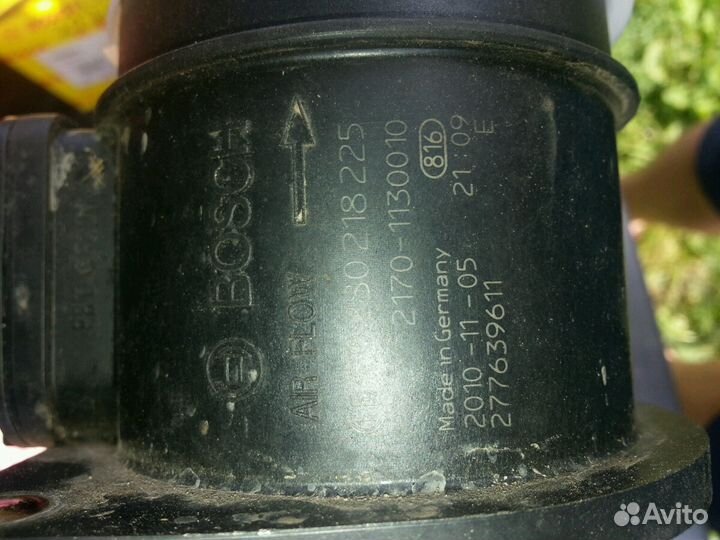 BOSCH
AIR FLOW
280 218 225
2170-1130010
816
Made in Germany
21:09
2010-11-05
E
277639611
Avito